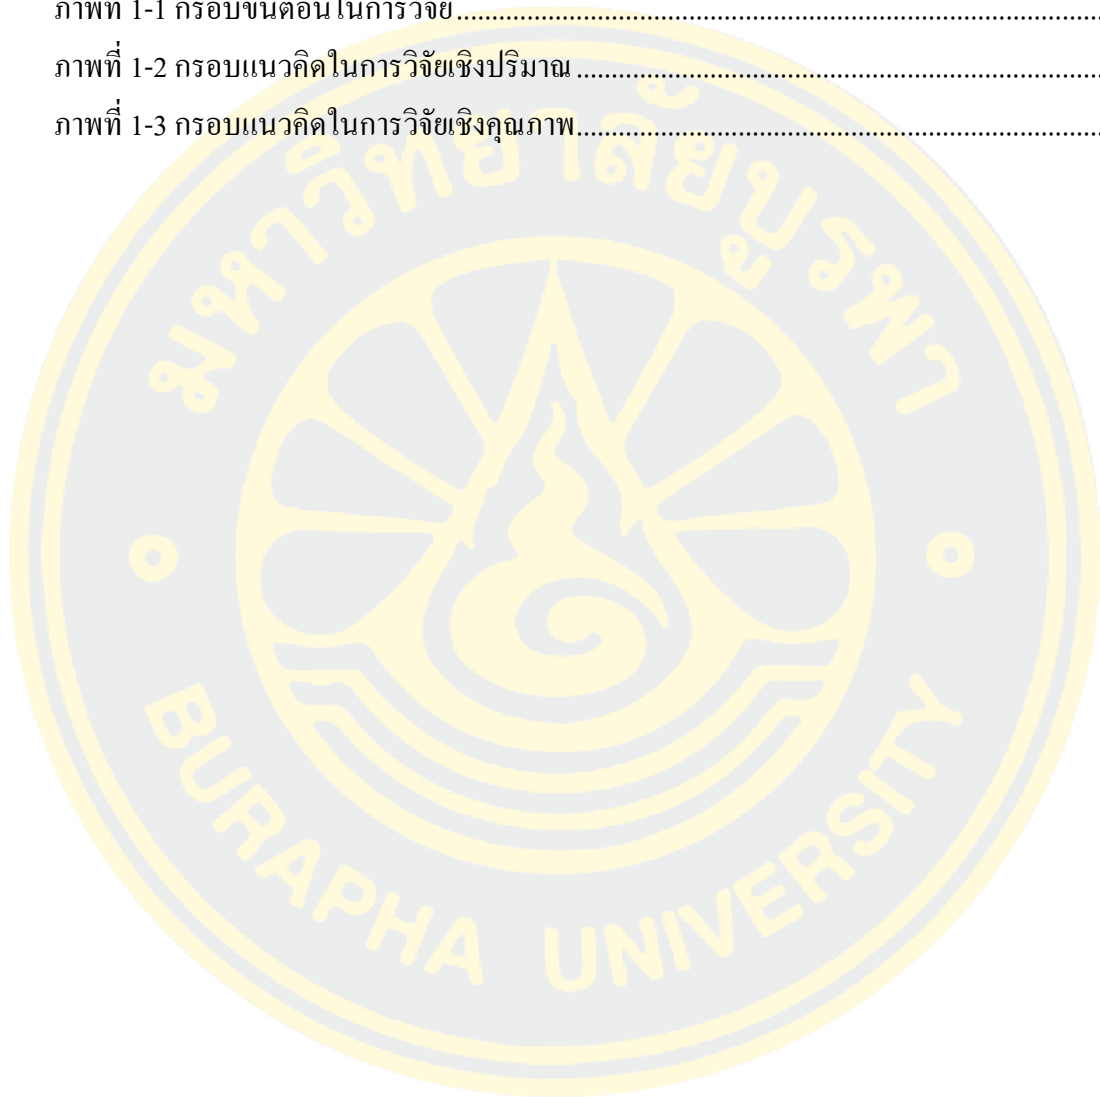 ภาพที่ 1-1 กรอบขั้นตอนในการวิจัย
ภาพที่ 1-2 กรอบแนวคิดในการวิจัยเชิงปริมาณ
ภาพที่ 1-3 กรอบแนวคิดในการวิจัยเชิงคุณภาพ
มหาวิทยาลัยบูรพา
BURAPHA UNIVERSITY